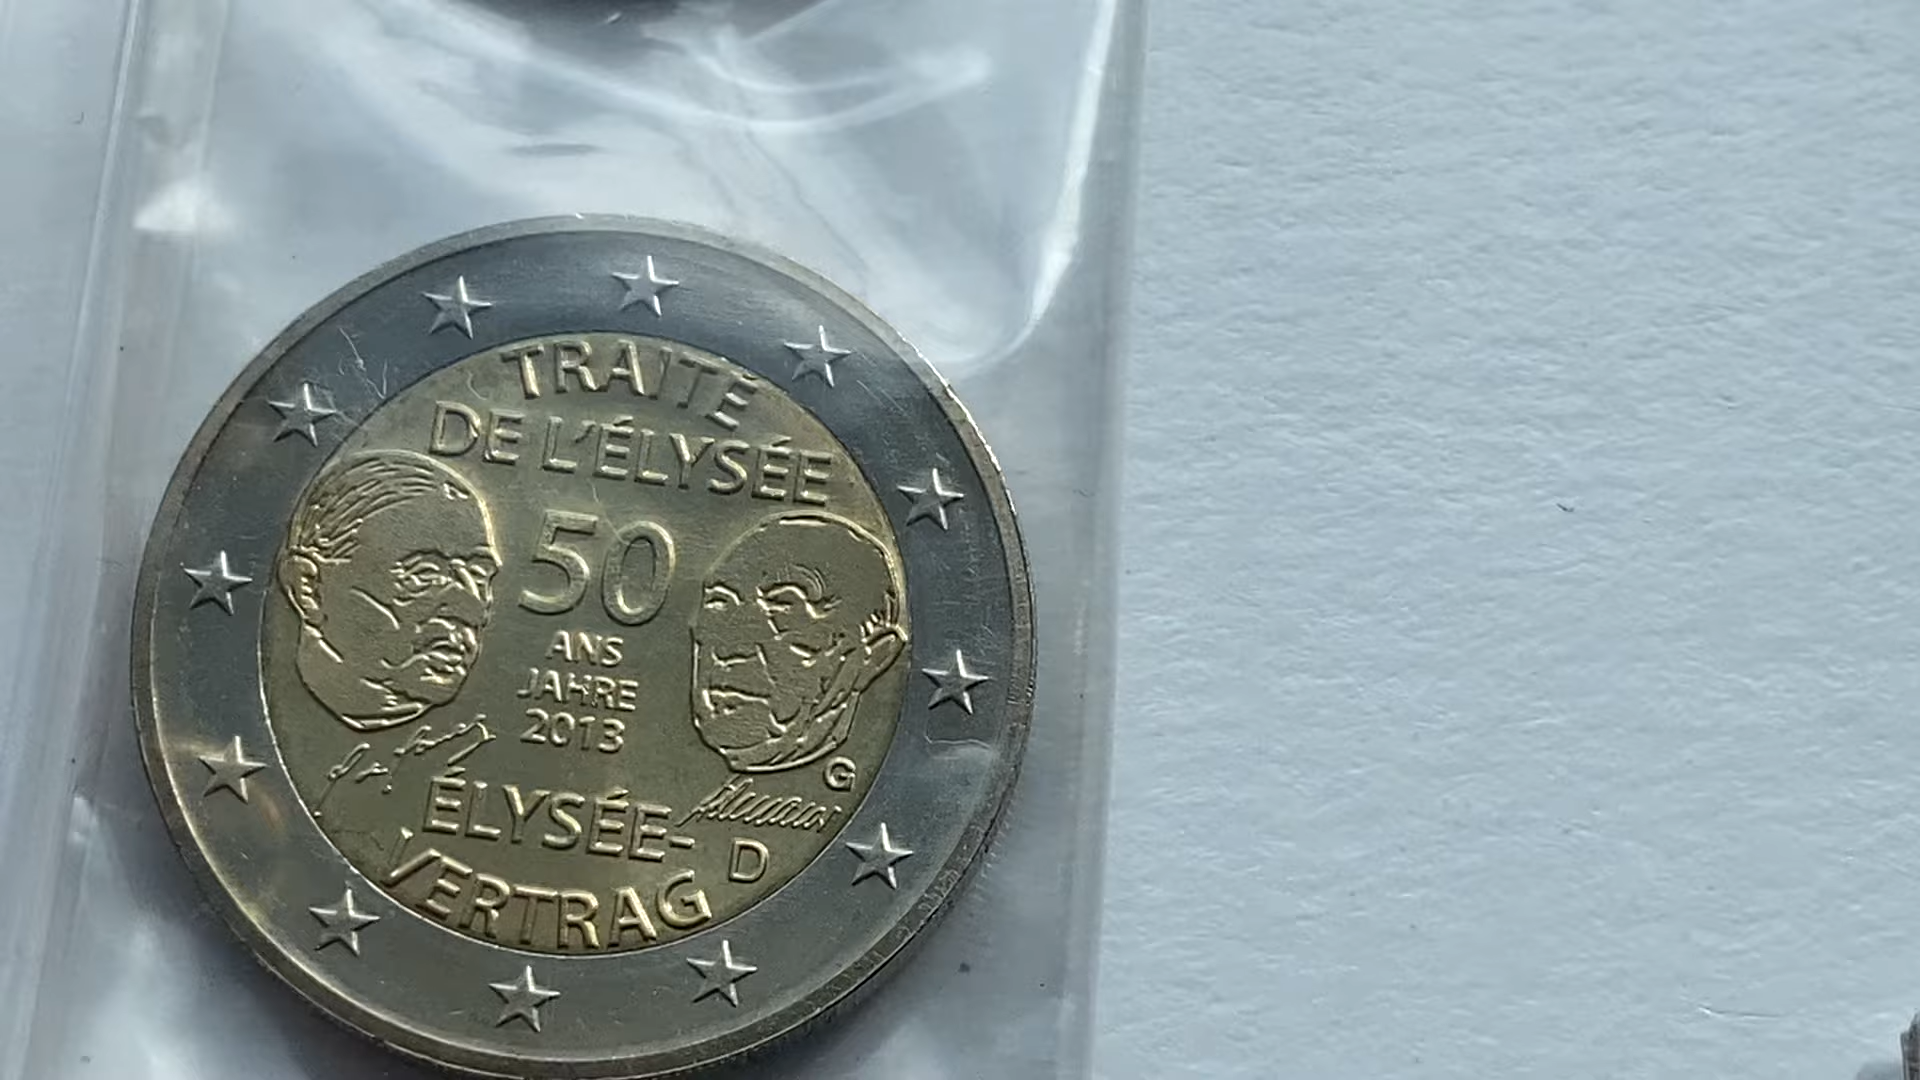 TRAITÉ
DE L'ÉLYSÉE
50
ANS
JAHRE
2013
G
ÉLYSÉE-
D
VERTRAG